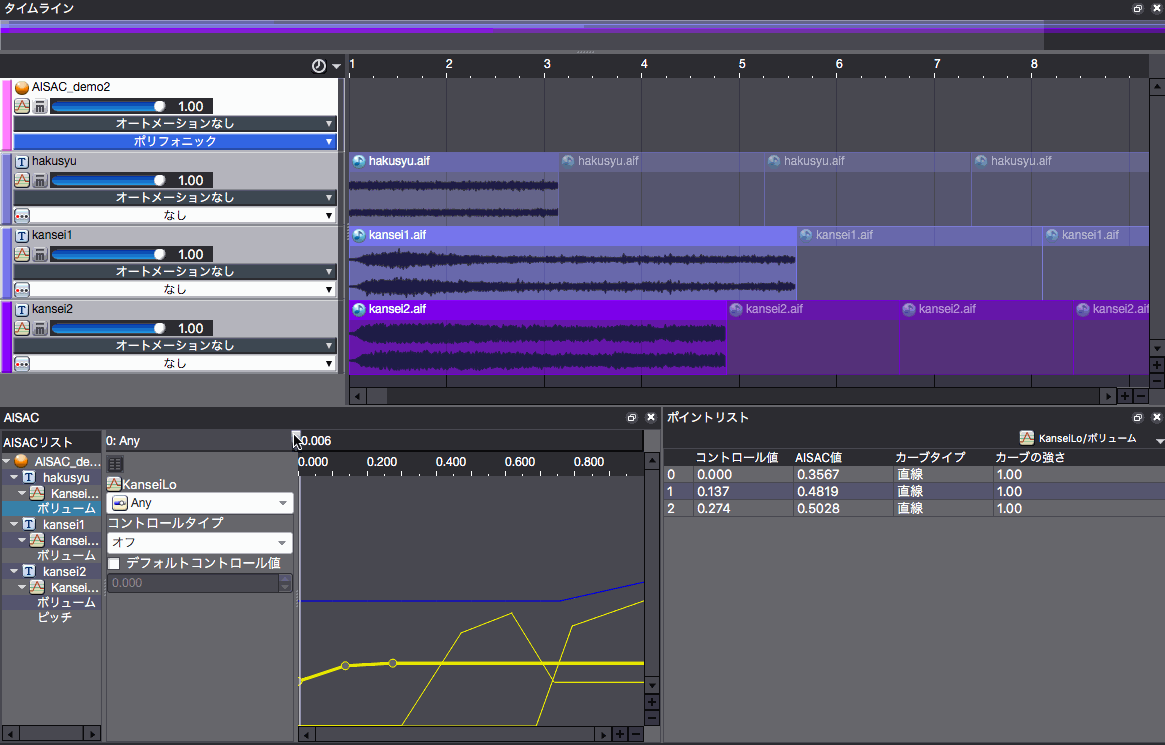 タイムライン
1 2 3 4 5 6 7 8
AISAC_demo2
1.00
オートメーションなし
ポリフォニック
hakusyu
hakusyu.aif hakusyu.aif hakusyu.aif hakusyu.aif
1.00
オートメーションなし
なし
kansei1
kansei1.aif kansei1.aif kansei1.aif
1.00
オートメーションなし
なし
kansei2
kansei2.aif kansei2.aif kansei2.aif kansei2.aif
1.00
オートメーションなし
なし
AISAC
AISACリスト
AISAC_de...
hakusyu
Kansei...
ボリューム
kansei1
Kansei...
ボリューム
kansei2
Kansei...
ボリューム
ピッチ
0: Any
0.006
0.000 0.200 0.400 0.600 0.800
KanseiLo
Any
コントロールタイプ
オフ
デフォルトコントロール値
0.000
ポイントリスト
KanseiLo/ボリューム
コントロール値 AISAC値 カーブタイプ カーブの強さ
0 0.000 0.3567 直線 1.00
1 0.137 0.4819 直線 1.00
2 0.274 0.5028 直線 1.00